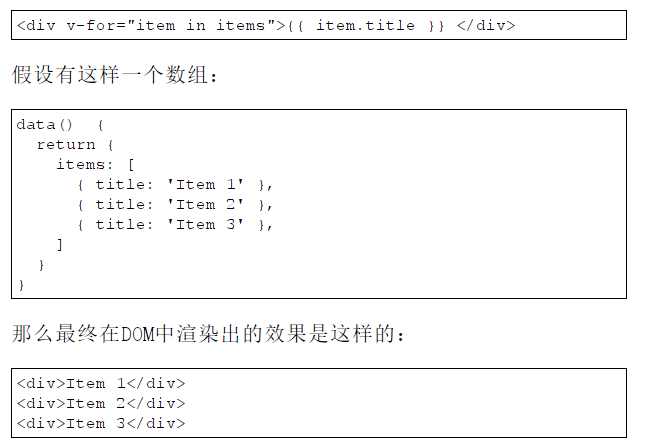 <div v-for="item in items">{{ item.title }} </div>
假设有这样一个数组：
data()  {
  return {
    items: [
      { title: 'Item 1' },
      { title: 'Item 2' },
      { title: 'Item 3' },
    ]
  }
}
那么最终在DOM中渲染出的效果是这样的：
<div>Item 1</div>
<div>Item 2</div>
<div>Item 3</div>